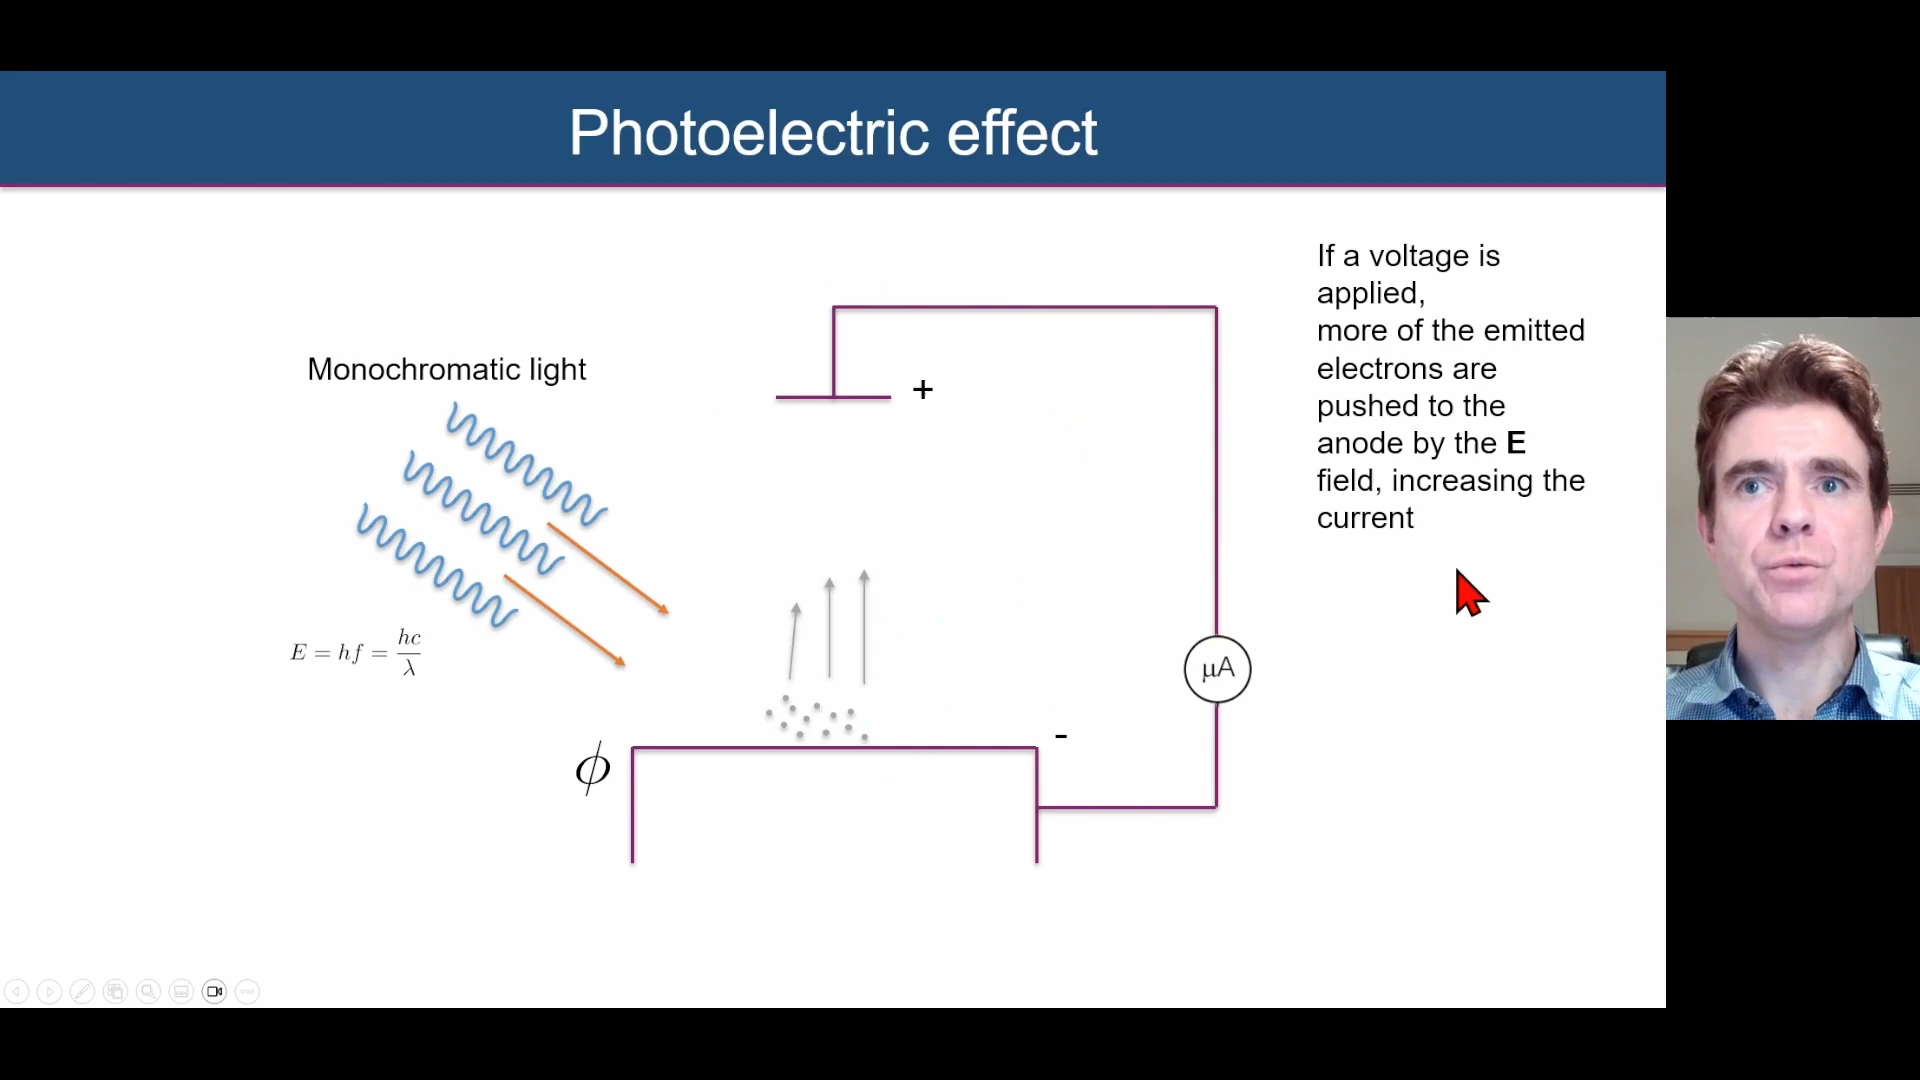 Photoelectric effect
If a voltage is
applied,
more of the emitted
electrons are
pushed to the
anode by the E
field, increasing the
current
Monochromatic light
+
E = hf = hc/λ
μA
-
ϕ